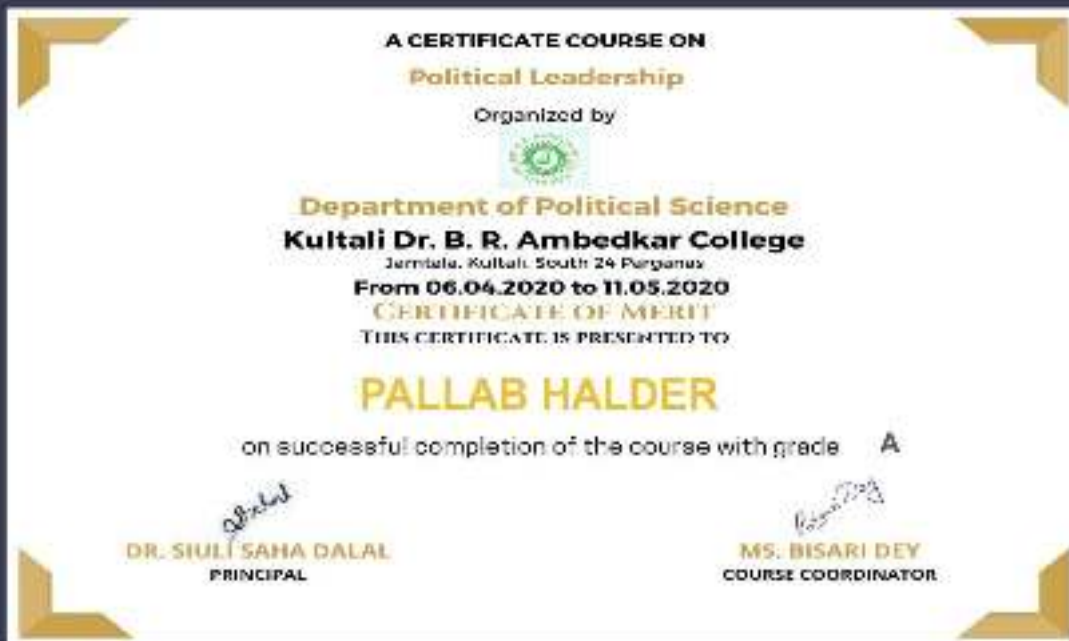 A CERTIFICATE COURSE ON
Political Leadership
Organized by
Department of Political Science
Kultali Dr. B. R. Ambedkar College
Jamtala, Kultali, South 24 Parganas
From 06.04.2020 to 11.05.2020
CERTIFICATE OF MERIT
THIS CERTIFICATE IS PRESENTED TO
PALLAB HALDER
on successful completion of the course with grade A
DR. SIULI SAHA DALAL
PRINCIPAL
MS. BISARI DEY
COURSE COORDINATOR